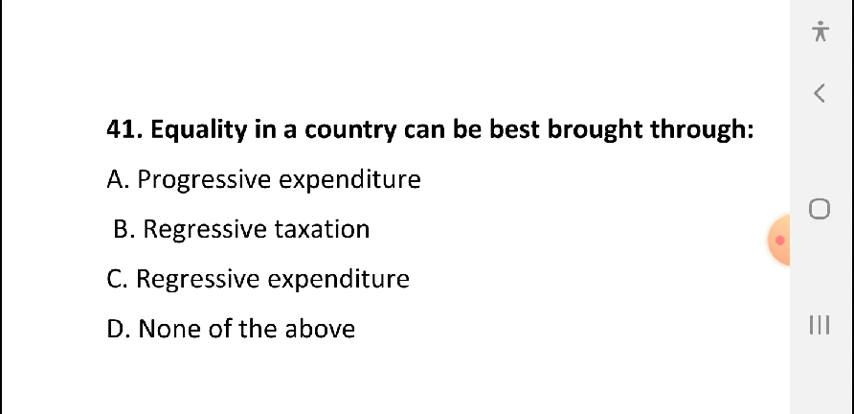 41. Equality in a country can be best brought through:
A. Progressive expenditure
B. Regressive taxation
C. Regressive expenditure
D. None of the above